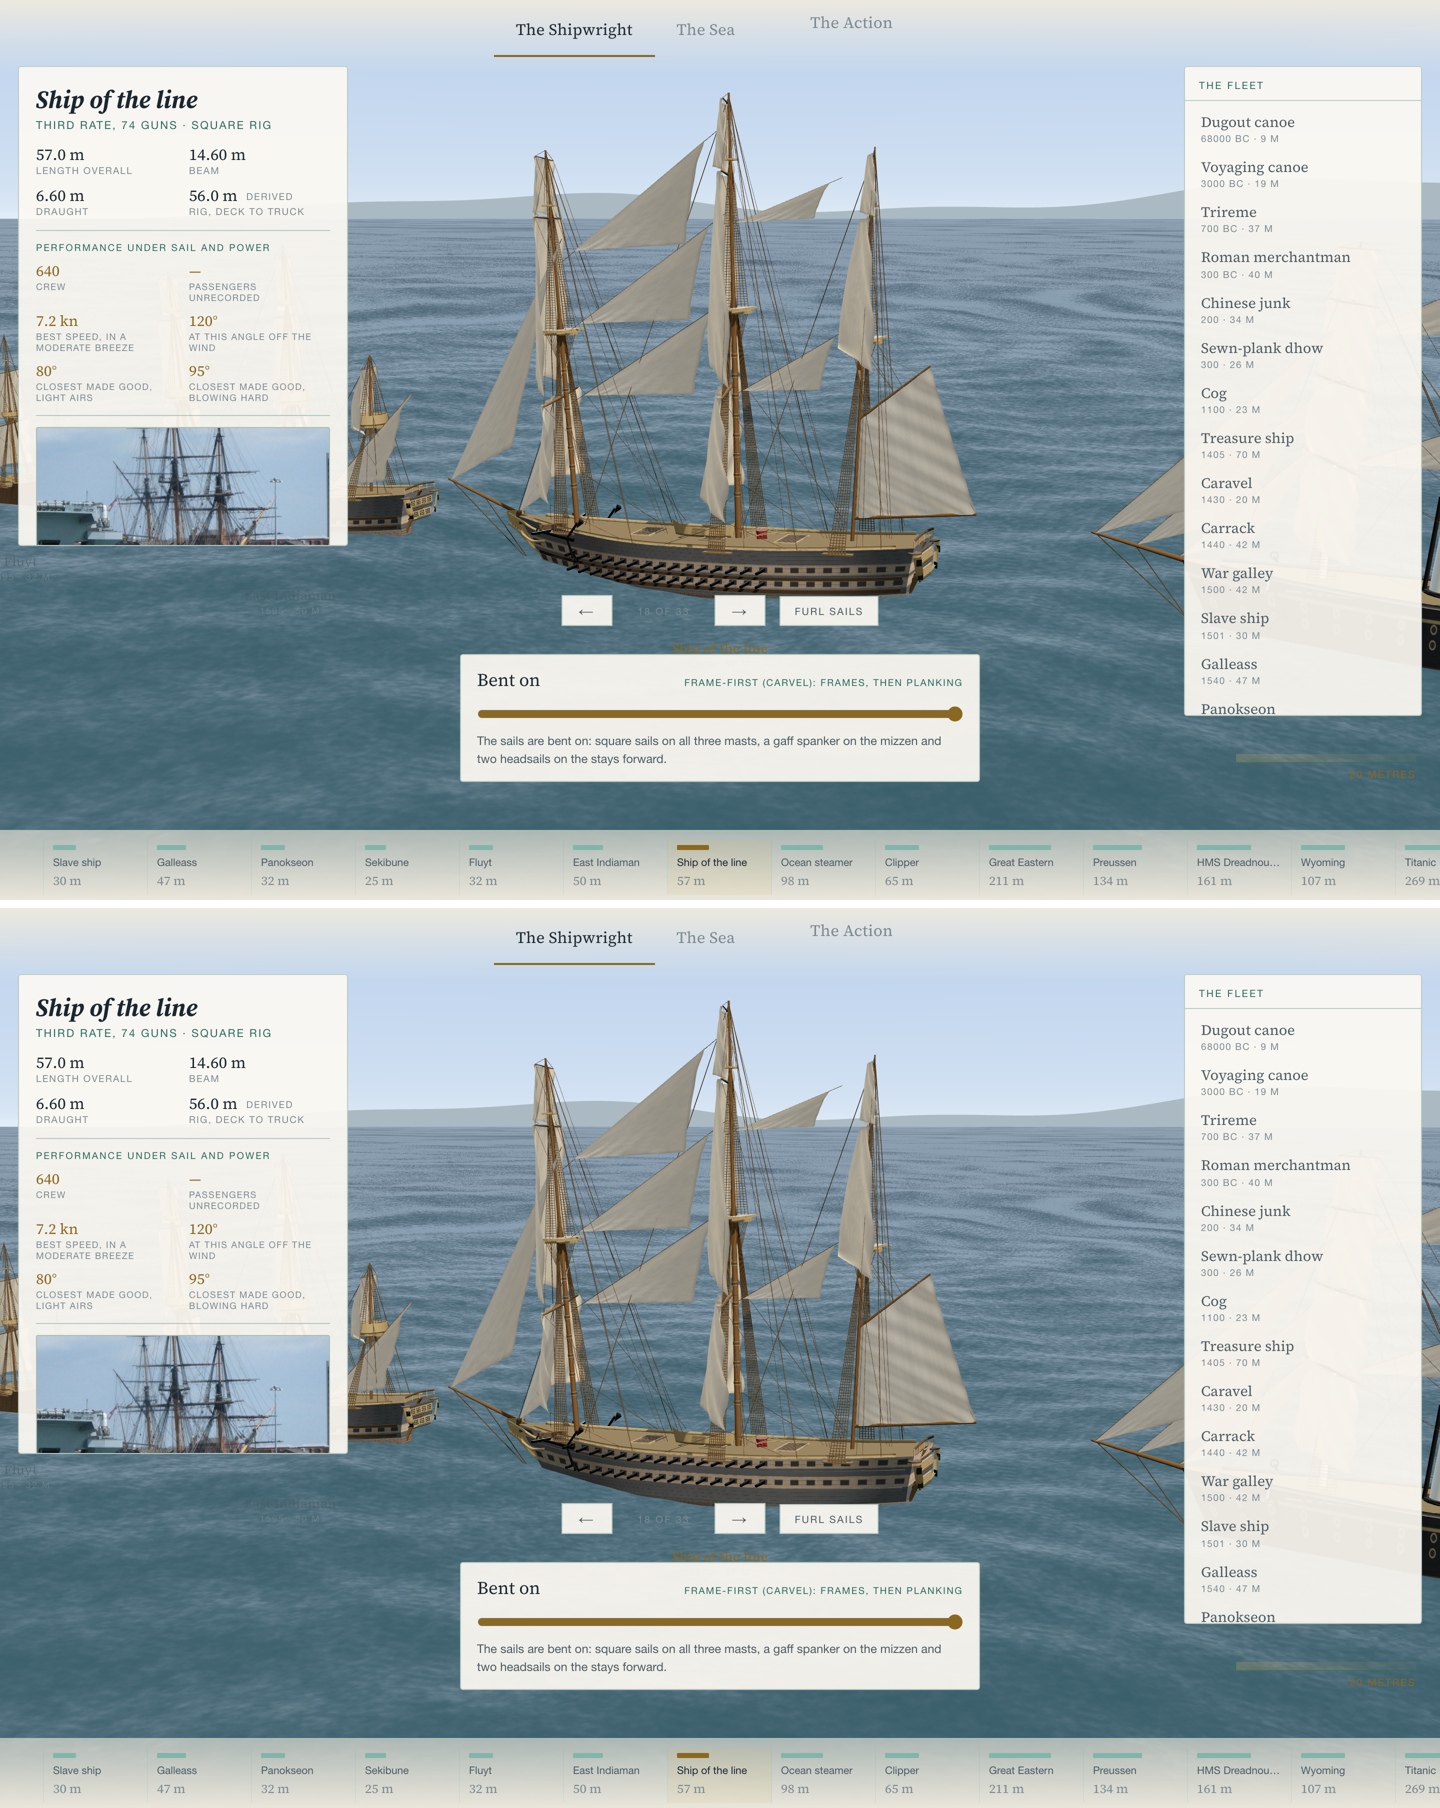 The Shipwright
The Sea
The Action
Ship of the line
THIRD RATE, 74 GUNS · SQUARE RIG
57.0 m
LENGTH OVERALL
14.60 m
BEAM
6.60 m
DRAUGHT
56.0 m DERIVED
RIG, DECK TO TRUCK
PERFORMANCE UNDER SAIL AND POWER
640
CREW
—
PASSENGERS
UNRECORDED
7.2 kn
BEST SPEED, IN A
MODERATE BREEZE
120°
AT THIS ANGLE OFF THE
WIND
80°
CLOSEST MADE GOOD,
LIGHT AIRS
95°
CLOSEST MADE GOOD,
BLOWING HARD
Fluyt
THE FLEET
Dugout canoe
68000 BC · 9 M
Voyaging canoe
3000 BC · 19 M
Trireme
700 BC · 37 M
Roman merchantman
300 BC · 40 M
Chinese junk
200 · 34 M
Sewn-plank dhow
300 · 26 M
Cog
1100 · 23 M
Treasure ship
1405 · 70 M
Caravel
1430 · 20 M
Carrack
1440 · 42 M
War galley
1500 · 42 M
Slave ship
1501 · 30 M
Galleass
1540 · 47 M
Panokseon
←
18 OF 33
→
FURL SAILS
Ship of the line
Bent on
FRAME-FIRST (CARVEL): FRAMES, THEN PLANKING
The sails are bent on: square sails on all three masts, a gaff spanker on the mizzen and
two headsails on the stays forward.
METRES
Slave ship
30 m
Galleass
47 m
Panokseon
32 m
Sekibune
25 m
Fluyt
32 m
East Indiaman
50 m
Ship of the line
57 m
Ocean steamer
98 m
Clipper
65 m
Great Eastern
211 m
Preussen
134 m
HMS Dreadnou...
161 m
Wyoming
107 m
Titanic
269 m
The Shipwright
The Sea
The Action
Ship of the line
THIRD RATE, 74 GUNS · SQUARE RIG
57.0 m
LENGTH OVERALL
14.60 m
BEAM
6.60 m
DRAUGHT
56.0 m DERIVED
RIG, DECK TO TRUCK
PERFORMANCE UNDER SAIL AND POWER
640
CREW
—
PASSENGERS
UNRECORDED
7.2 kn
BEST SPEED, IN A
MODERATE BREEZE
120°
AT THIS ANGLE OFF THE
WIND
80°
CLOSEST MADE GOOD,
LIGHT AIRS
95°
CLOSEST MADE GOOD,
BLOWING HARD
Fluyt
THE FLEET
Dugout canoe
68000 BC · 9 M
Voyaging canoe
3000 BC · 19 M
Trireme
700 BC · 37 M
Roman merchantman
300 BC · 40 M
Chinese junk
200 · 34 M
Sewn-plank dhow
300 · 26 M
Cog
1100 · 23 M
Treasure ship
1405 · 70 M
Caravel
1430 · 20 M
Carrack
1440 · 42 M
War galley
1500 · 42 M
Slave ship
1501 · 30 M
Galleass
1540 · 47 M
Panokseon
←
18 OF 33
→
FURL SAILS
Ship of the line
Bent on
FRAME-FIRST (CARVEL): FRAMES, THEN PLANKING
The sails are bent on: square sails on all three masts, a gaff spanker on the mizzen and
two headsails on the stays forward.
METRES
Slave ship
30 m
Galleass
47 m
Panokseon
32 m
Sekibune
25 m
Fluyt
32 m
East Indiaman
50 m
Ship of the line
57 m
Ocean steamer
98 m
Clipper
65 m
Great Eastern
211 m
Preussen
134 m
HMS Dreadnou...
161 m
Wyoming
107 m
Titanic
269 m